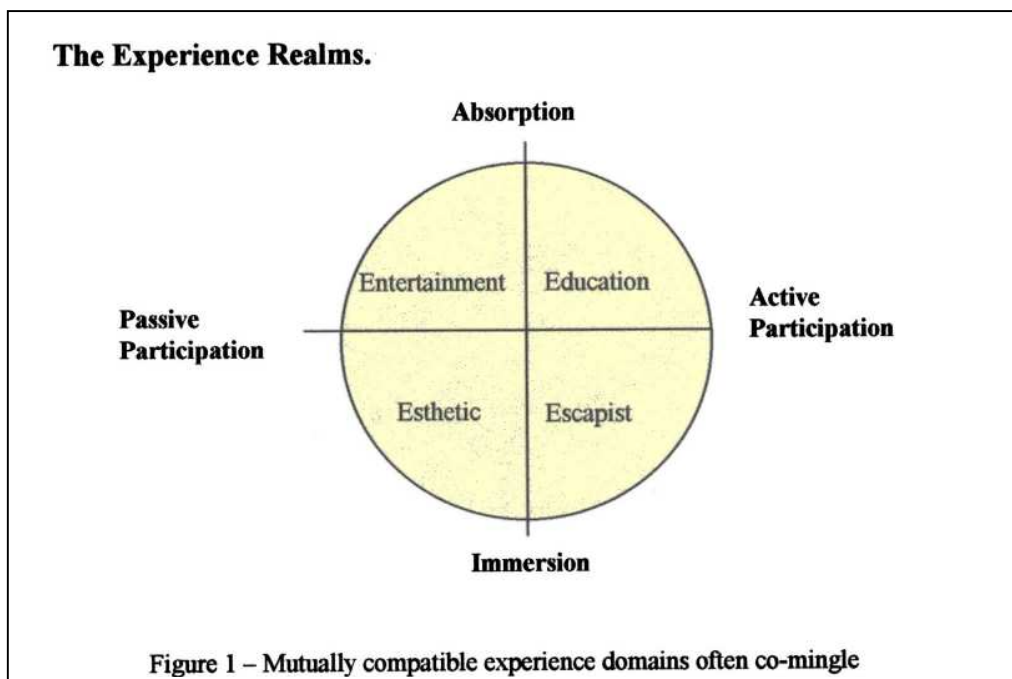 The Experience Realms.
Absorption
Entertainment
Education
Passive
Participation
Active
Participation
Esthetic
Escapist
Immersion
Figure 1 – Mutually compatible experience domains often co-mingle